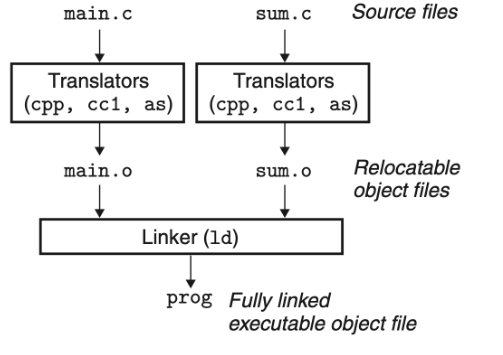 main.c sum.c Source files
Translators Translators
(cpp, cc1, as) (cpp, cc1, as)
main.o sum.o Relocatable
object files
Linker (ld)
prog Fully linked
executable object file